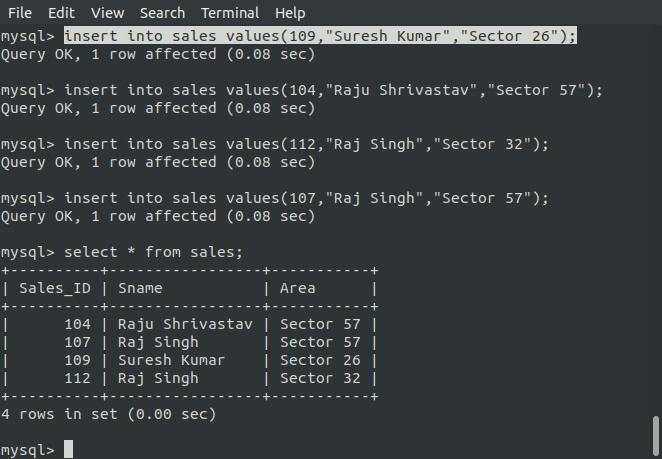 File  Edit  View  Search  Terminal  Help
mysql> insert into sales values(109,"Suresh Kumar","Sector 26");
Query OK, 1 row affected (0.08 sec)
mysql> insert into sales values(104,"Raju Shrivastav","Sector 57");
Query OK, 1 row affected (0.08 sec)
mysql> insert into sales values(112,"Raj Singh","Sector 32");
Query OK, 1 row affected (0.08 sec)
mysql> insert into sales values(107,"Raj Singh","Sector 57");
Query OK, 1 row affected (0.08 sec)
mysql> select * from sales;
+----------+-----------------+-----------+
| Sales_ID | Sname           | Area      |
+----------+-----------------+-----------+
|      104 | Raju Shrivastav | Sector 57 |
|      107 | Raj Singh       | Sector 57 |
|      109 | Suresh Kumar    | Sector 26 |
|      112 | Raj Singh       | Sector 32 |
+----------+-----------------+-----------+
4 rows in set (0.00 sec)
mysql>